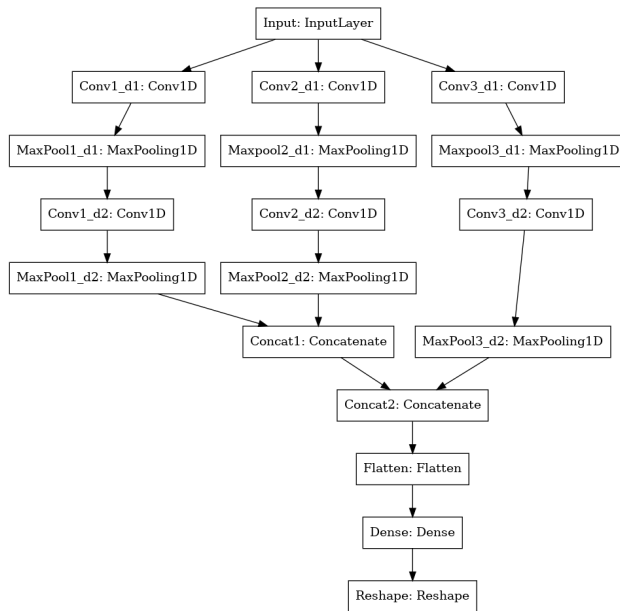 Input: InputLayer
Conv1_d1: Conv1D
Conv2_d1: Conv1D
Conv3_d1: Conv1D
MaxPool1_d1: MaxPooling1D
Maxpool2_d1: MaxPooling1D
Maxpool3_d1: MaxPooling1D
Conv1_d2: Conv1D
Conv2_d2: Conv1D
Conv3_d2: Conv1D
MaxPool1_d2: MaxPooling1D
MaxPool2_d2: MaxPooling1D
Concat1: Concatenate
MaxPool3_d2: MaxPooling1D
Concat2: Concatenate
Flatten: Flatten
Dense: Dense
Reshape: Reshape